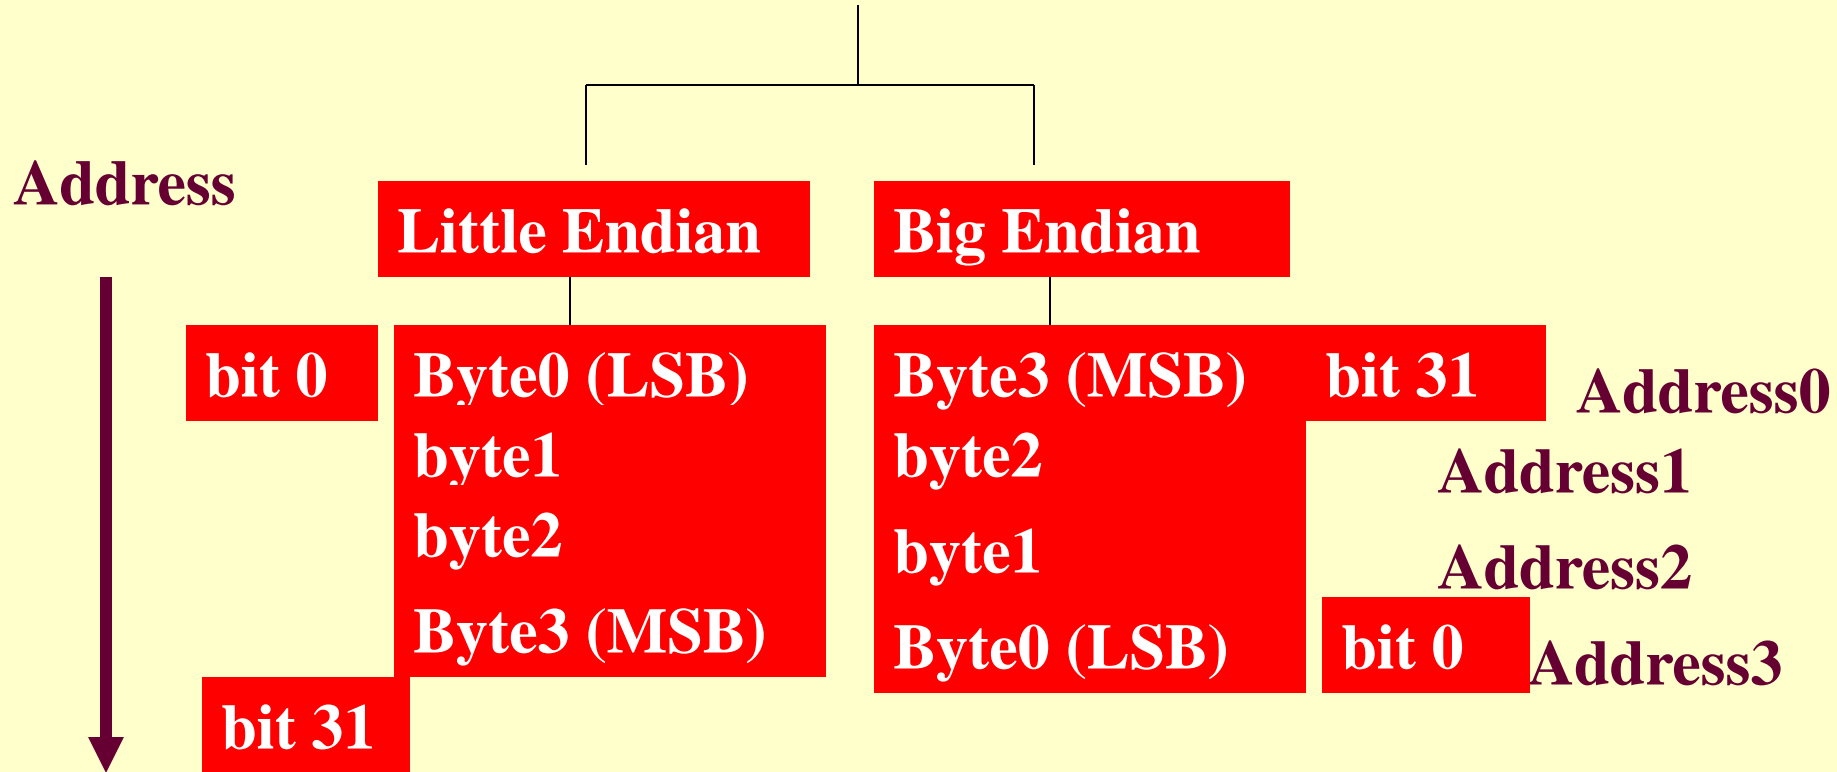 Address
Little Endian
Big Endian
bit 0
Byte0 (LSB)
Byte3 (MSB)
bit 31
Address0
byte1
byte2
Address1
byte2
byte1
Address2
Byte3 (MSB)
Byte0 (LSB)
bit 0
Address3
bit 31